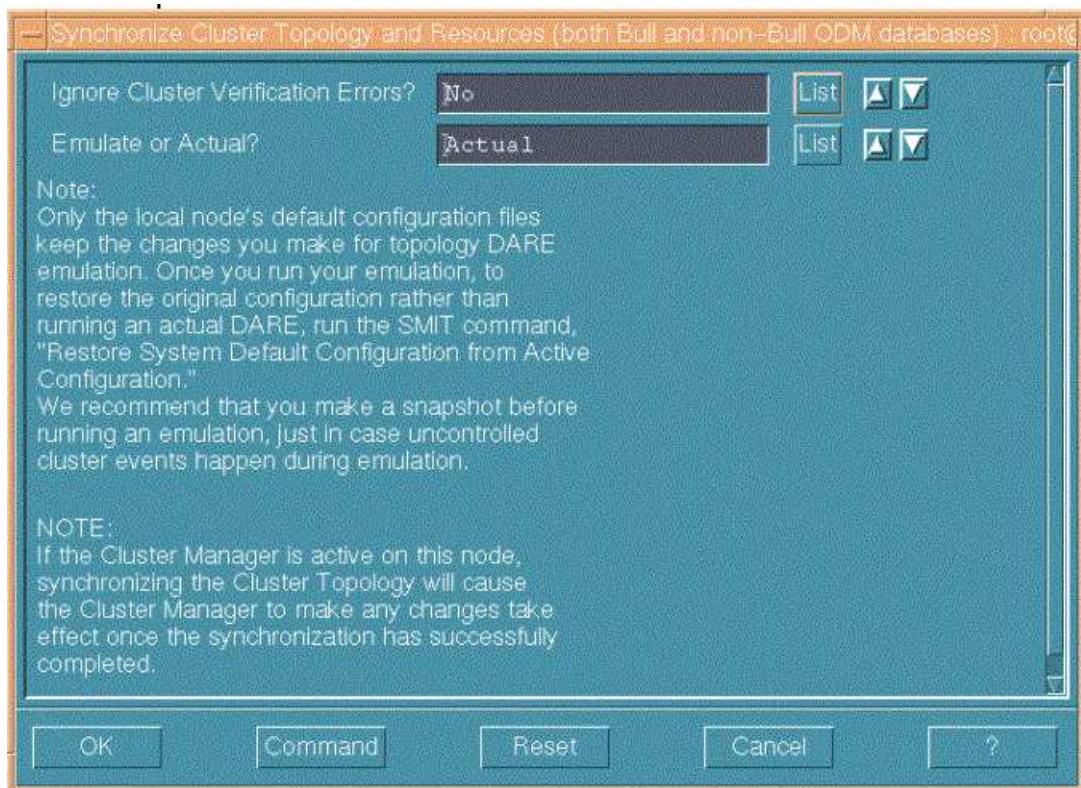 Synchronize Cluster Topology and Resources (both Bull and non-Bull ODM databases) : root@
Ignore Cluster Verification Errors? No List
Emulate or Actual? Actual List
Note:
Only the local node's default configuration files
keep the changes you make for topology DARE
emulation. Once you run your emulation, to
restore the original configuration rather than
running an actual DARE, run the SMIT command,
"Restore System Default Configuration from Active
Configuration."
We recommend that you make a snapshot before
running an emulation, just in case uncontrolled
cluster events happen during emulation.
NOTE:
If the Cluster Manager is active on this node,
synchronizing the Cluster Topology will cause
the Cluster Manager to make any changes take
effect once the synchronization has successfully
completed.
OK Command Reset Cancel ?